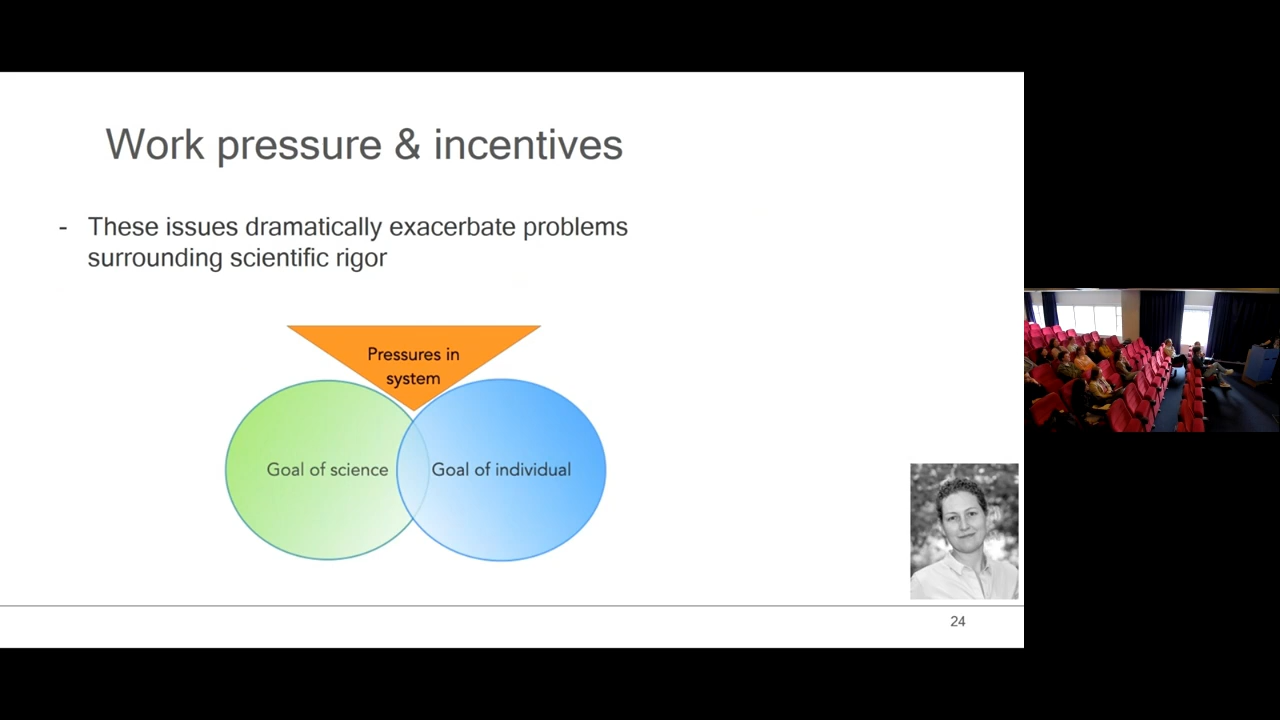 Work pressure & incentives
- These issues dramatically exacerbate problems
surrounding scientific rigor
Pressures in
system
Goal of science
Goal of individual
24